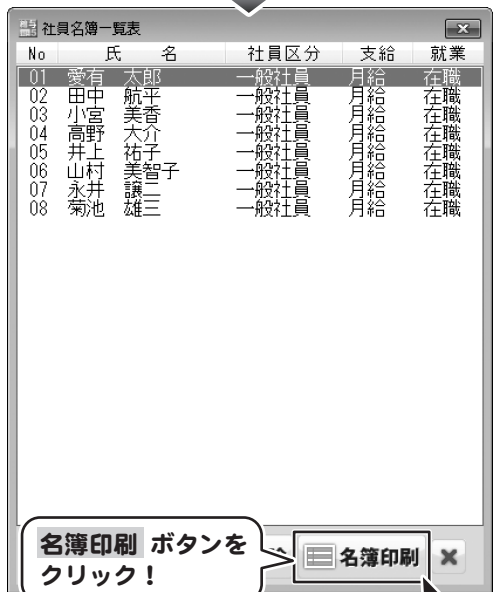 社員名簿一覧表
No 氏 名 社員区分 支給 就業
01 愛有 太郎 一般社員 月給 在職
02 田中 航平 一般社員 月給 在職
03 小宮 美香 一般社員 月給 在職
04 高野 大介 一般社員 月給 在職
05 井上 祐子 一般社員 月給 在職
06 山村 美智子 一般社員 月給 在職
07 永井 譲二 一般社員 月給 在職
08 菊池 雄三 一般社員 月給 在職
名簿印刷 ボタンを
クリック！
名簿印刷